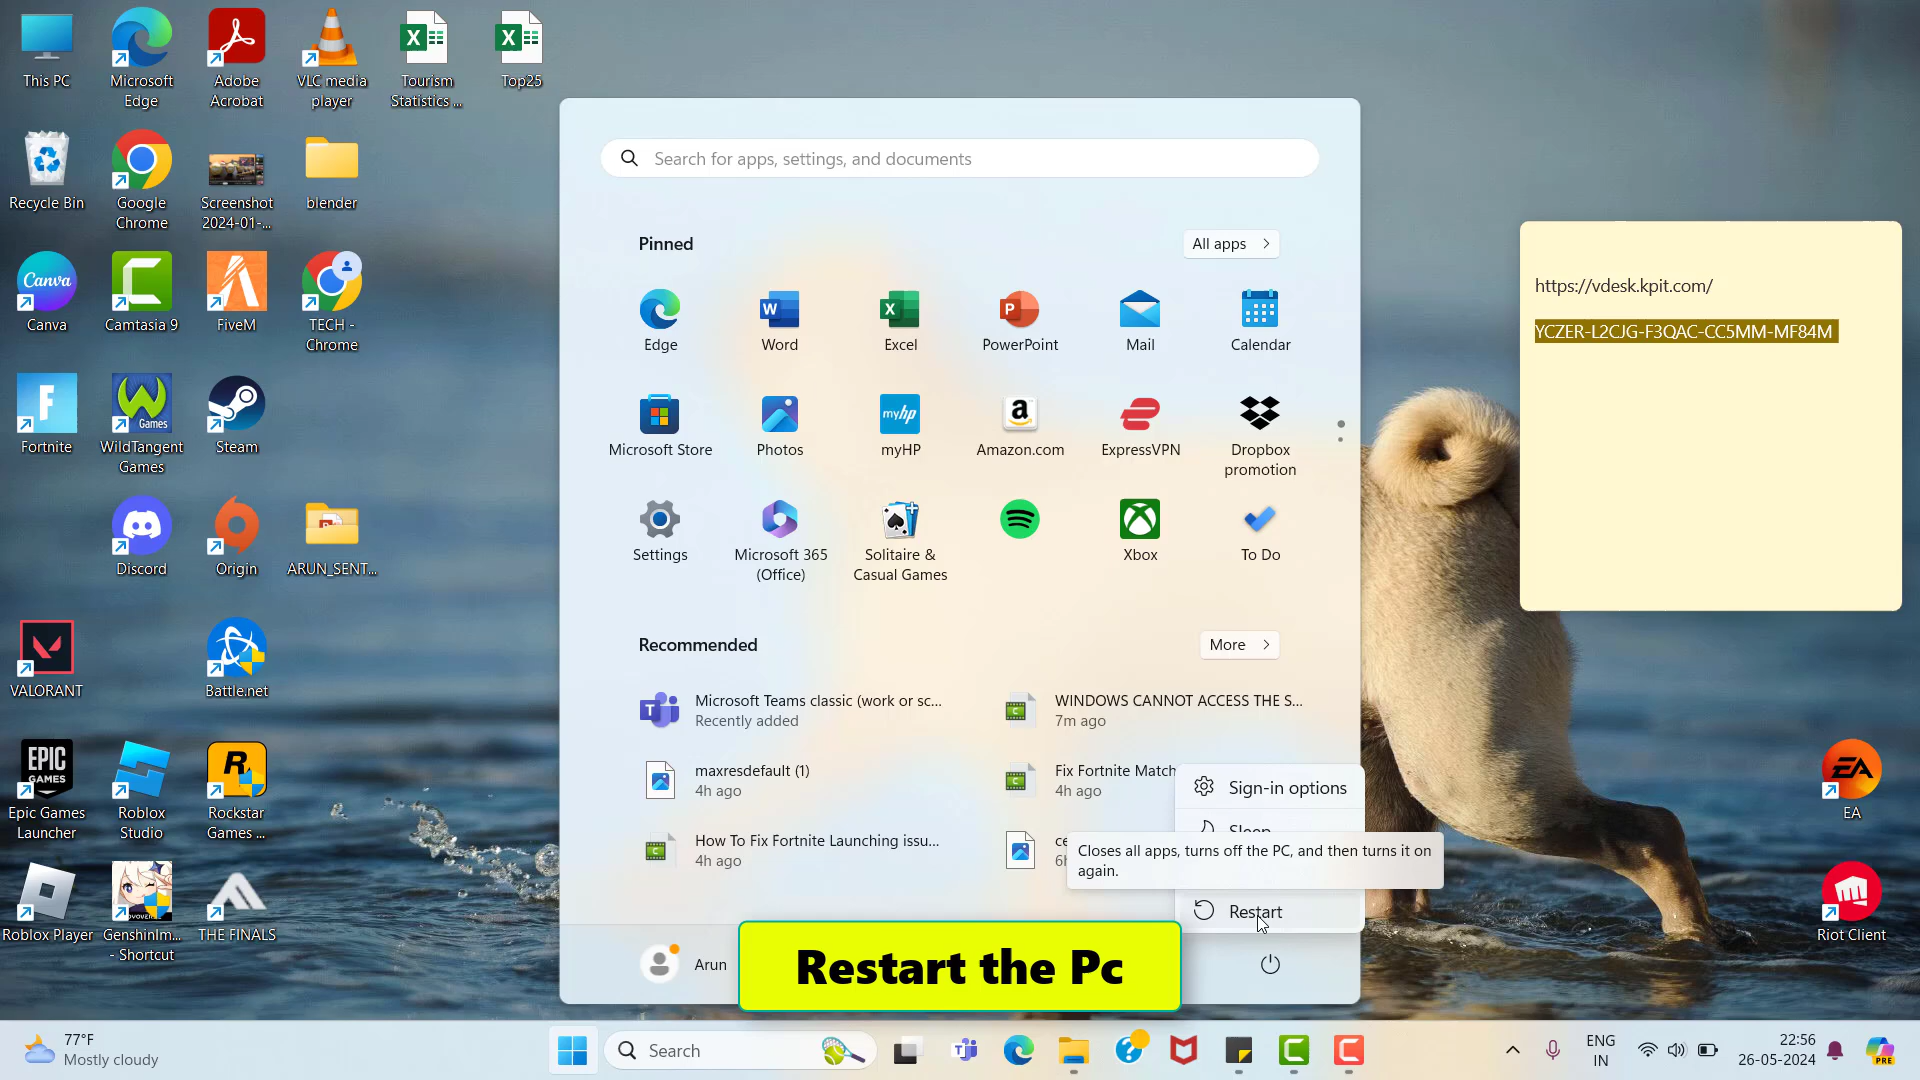 This PC
Microsoft
Edge
Adobe
Acrobat
VLC media
player
Tourism
Statistics ...
Top25
Recycle Bin
Google
Chrome
Screenshot
2024-01-...
blender
Canva
Canva
Camtasia 9
FiveM
TECH -
Chrome
Fortnite
Games
WildTangent
Games
Steam
Discord
Origin
ARUN_SENT...
VALORANT
Battle.net
EPIC
GAMES
Epic Games
Launcher
Roblox
Studio
Rockstar
Games ...
Roblox Player
GenshinIm...
- Shortcut
THE FINALS
Search for apps, settings, and documents
Pinned
All apps
Edge
Word
Excel
PowerPoint
Mail
Calendar
Microsoft Store
Photos
myhp
myHP
Amazon.com
ExpressVPN
Dropbox
promotion
Settings
Microsoft 365
(Office)
Solitaire &
Casual Games
Xbox
To Do
Recommended
More
Microsoft Teams classic (work or sc...
Recently added
WINDOWS CANNOT ACCESS THE S...
7m ago
maxresdefault (1)
4h ago
Fix Fortnite Match
4h ago
How To Fix Fortnite Launching issu...
4h ago
ce
6h
Sign-in options
Sleep
Closes all apps, turns off the PC, and then turns it on
again.
Restart
Arun
Restart the Pc
https://vdesk.kpit.com/
YCZER-L2CJG-F3QAC-CC5MM-MF84M
EA
EA
Riot Client
77°F
Mostly cloudy
Search
ENG
IN
22:56
26-05-2024
PRE